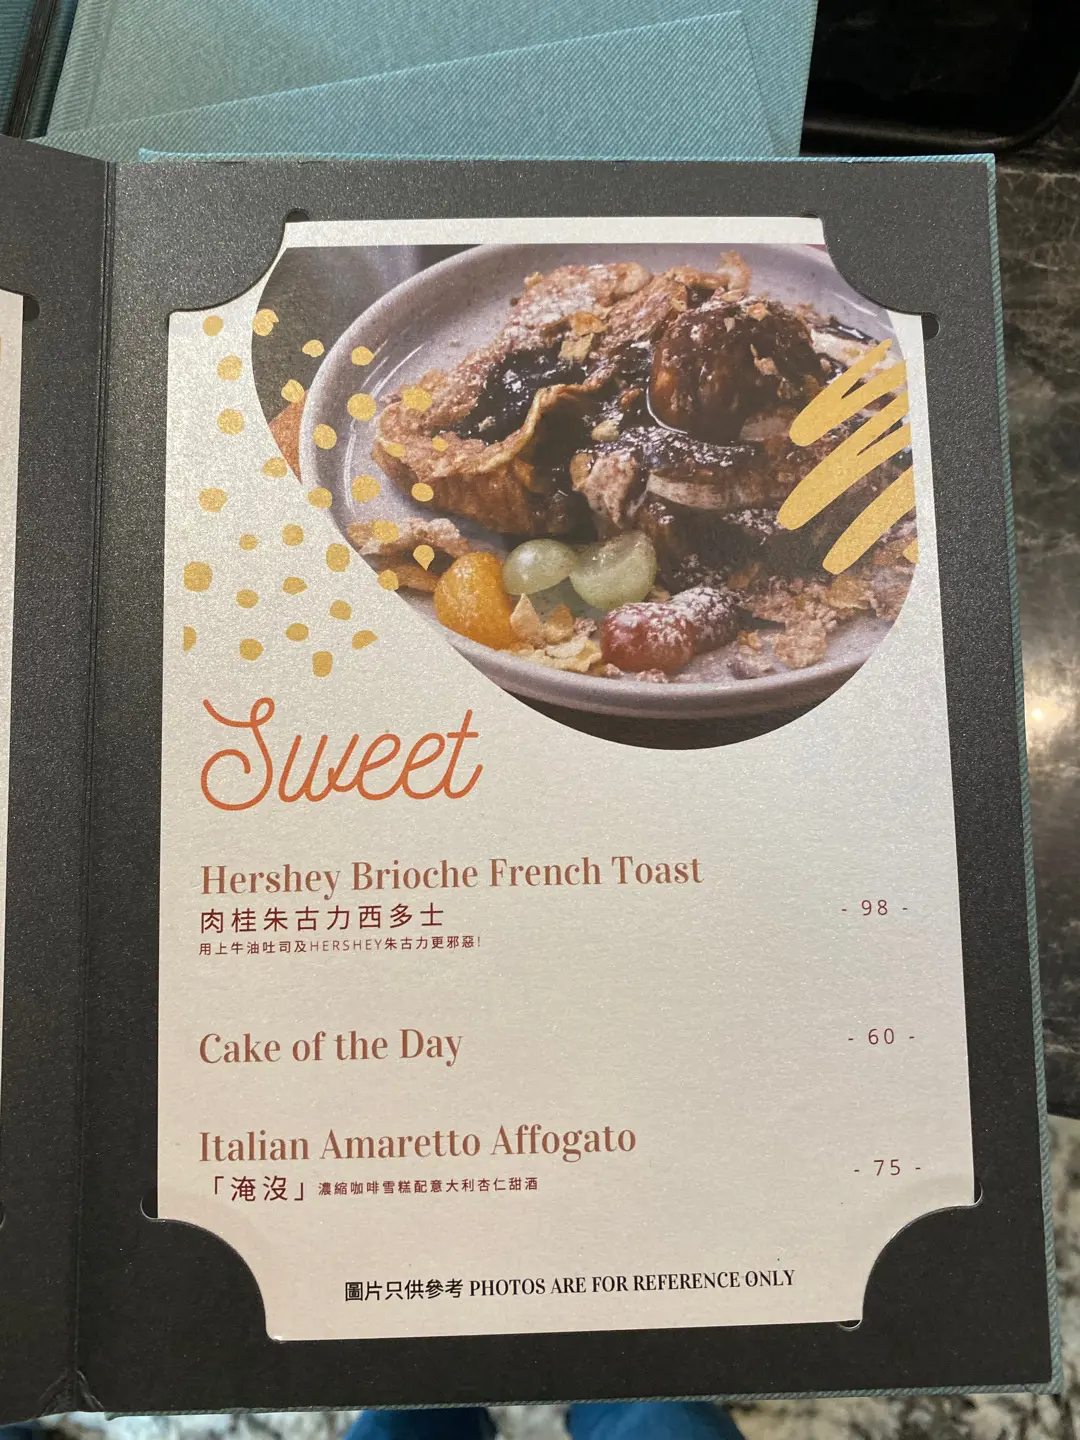 Sweet
Hershey Brioche French Toast
肉桂朱古力西多士
- 98 -
用上牛油吐司及HERSHEY朱古力更邪惡!
Cake of the Day
- 60 -
Italian Amaretto Affogato
- 75 -
「淹沒」濃縮咖啡雪糕配意大利杏仁甜酒
圖片只供參考 PHOTOS ARE FOR REFERENCE ONLY